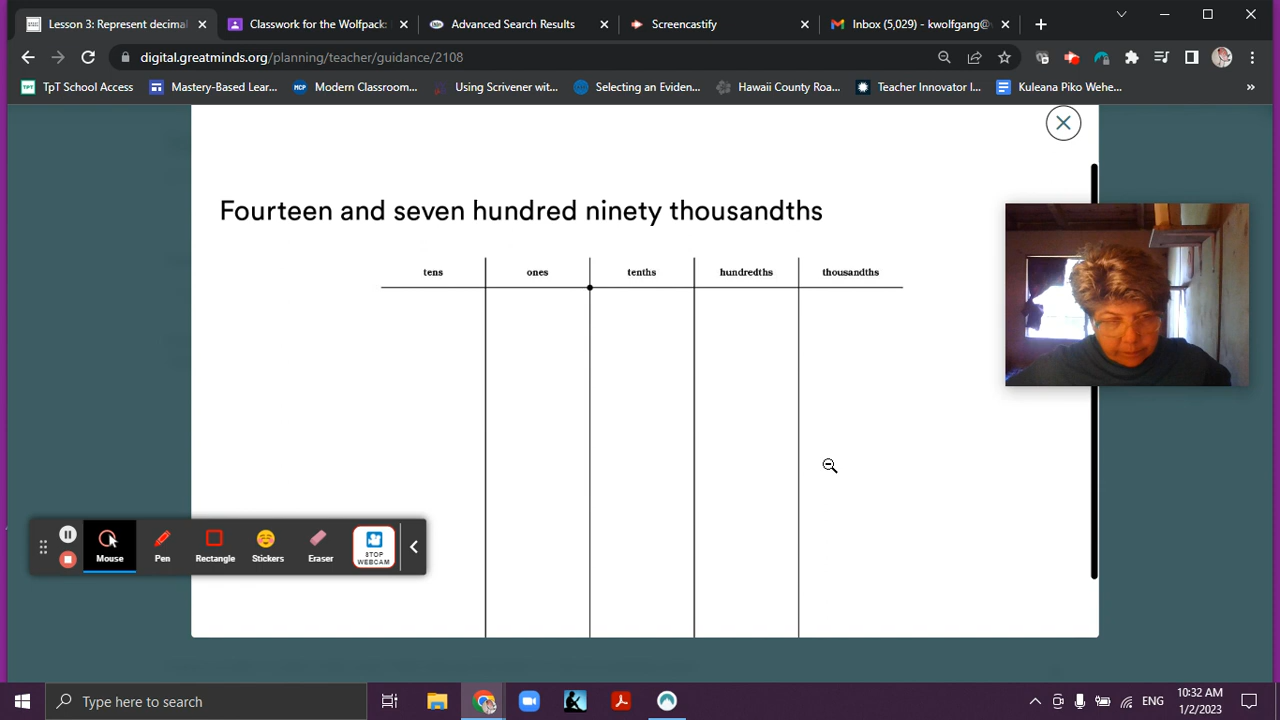 Lesson 3: Represent decimal
Classwork for the Wolfpack
Advanced Search Results
Screencastify
Inbox (5,029) - kwolfgang@
digital.greatminds.org/planning/teacher/guidance/2108
TPT
TpT School Access
Mastery-Based Lear...
MCP
Modern Classroom...
Using Scrivener wit...
Selecting an Eviden...
Hawaii County Roa...
Teacher Innovator I...
Kuleana Piko Wehe...
»
Fourteen and seven hundred ninety thousandths
tens ones tenths hundredths thousandths
Mouse
Pen
Rectangle
Stickers
Eraser
STOP
WEBCAM
Type here to search
ENG
10:32 AM
1/2/2023